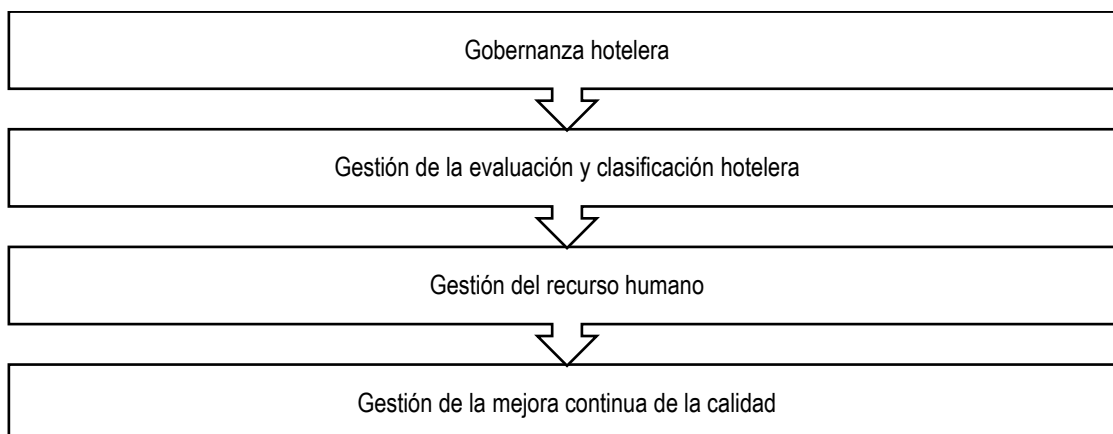 Gobernanza hotelera
Gestión de la evaluación y clasificación hotelera
Gestión del recurso humano
Gestión de la mejora continua de la calidad